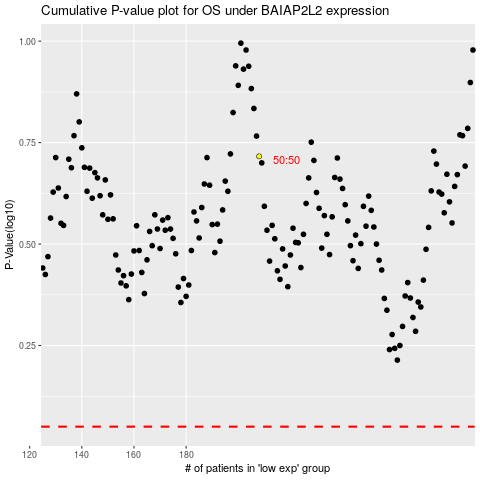 Cumulative P-value plot for OS under BAIAP2L2 expression
P-Value(log10)
1.00
0.75
0.50
0.25
50:50
120 140 160 180
# of patients in 'low exp' group